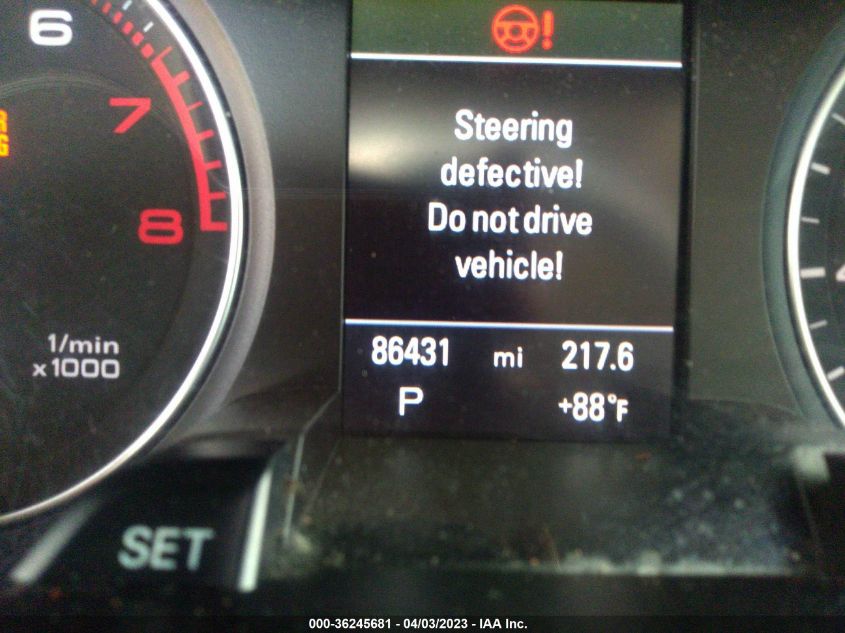 6
7
8
1/min
x1000
!
Steering
defective!
Do not drive
vehicle!
86431 mi 217.6
P +88°F
SET
000-36245681 - 04/03/2023 - IAA Inc.